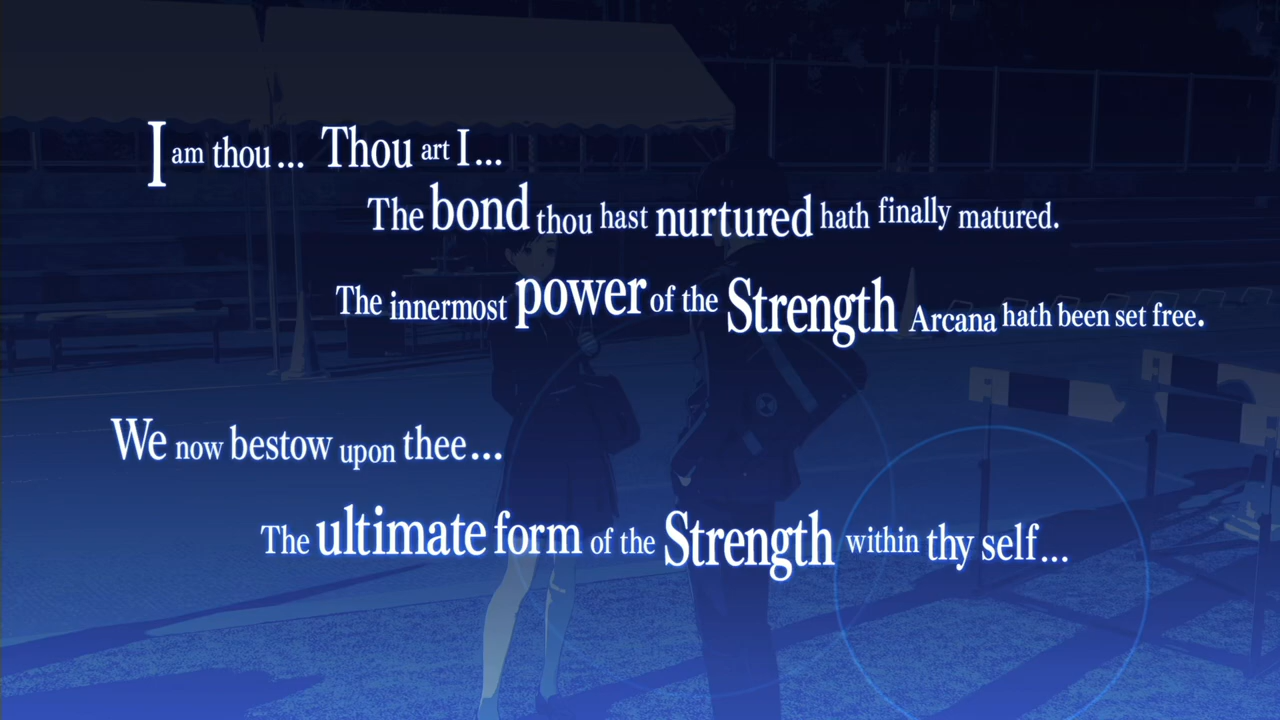 I am thou... Thou art I...
The bond thou hast nurtured hath finally matured.
The innermost power of the Strength Arcana hath been set free.
We now bestow upon thee...
The ultimate form of the Strength within thy self...